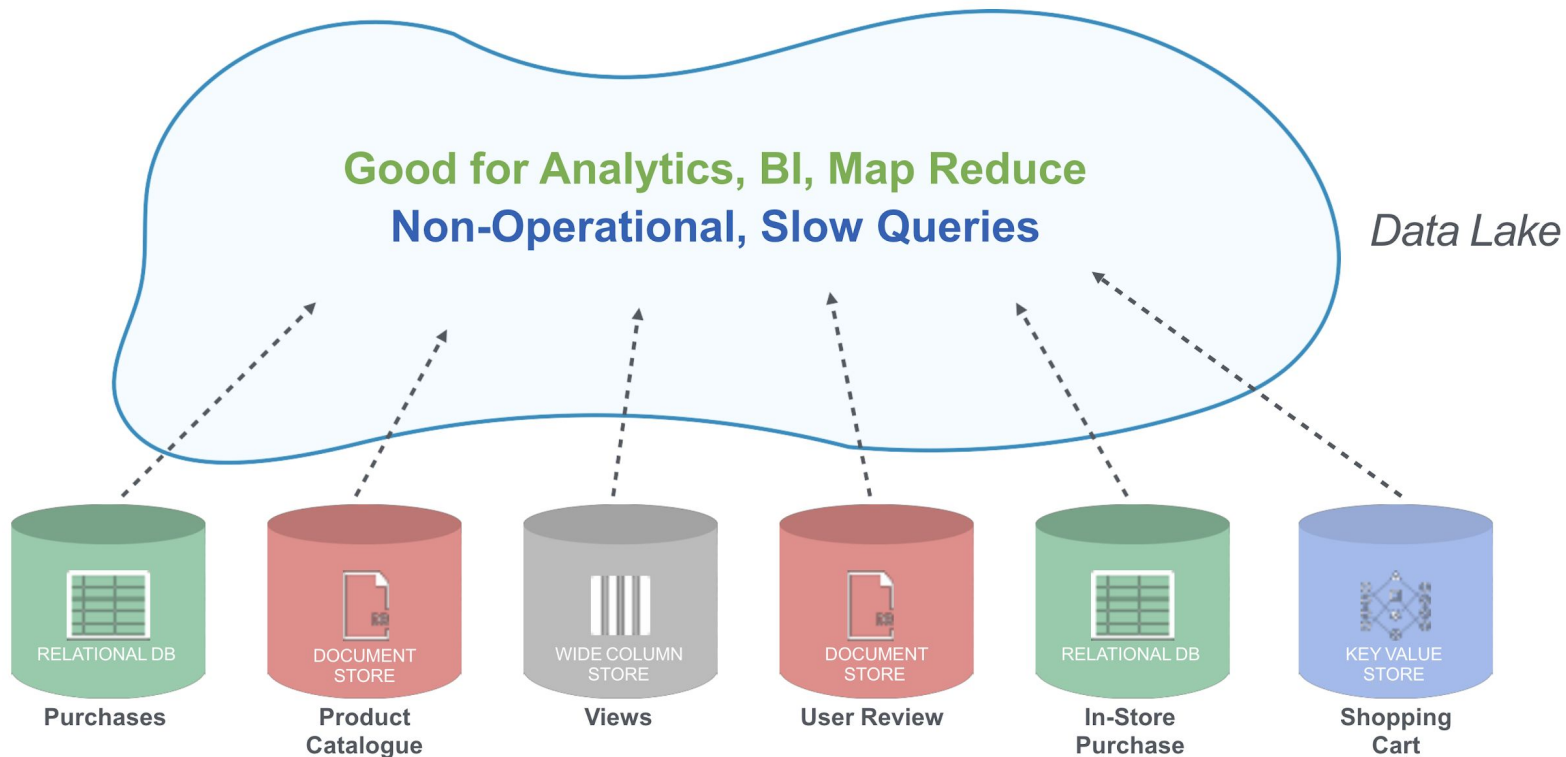 Good for Analytics, BI, Map Reduce
Non-Operational, Slow Queries
Data Lake
RELATIONAL DB
DOCUMENT
STORE
WIDE COLUMN
STORE
DOCUMENT
STORE
RELATIONAL DB
KEY VALUE
STORE
Purchases
Product
Catalogue
Views
User Review
In-Store
Purchase
Shopping
Cart